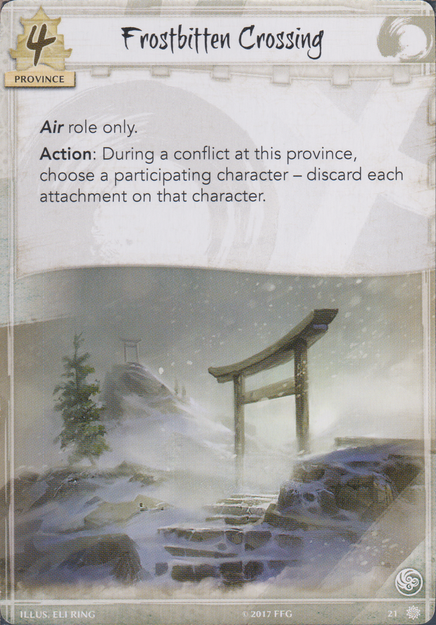 4
Frostbitten Crossing
PROVINCE
Air role only.
Action: During a conflict at this province,
choose a participating character – discard each
attachment on that character.
ILLUS. ELI RING
©2017 FFG
21